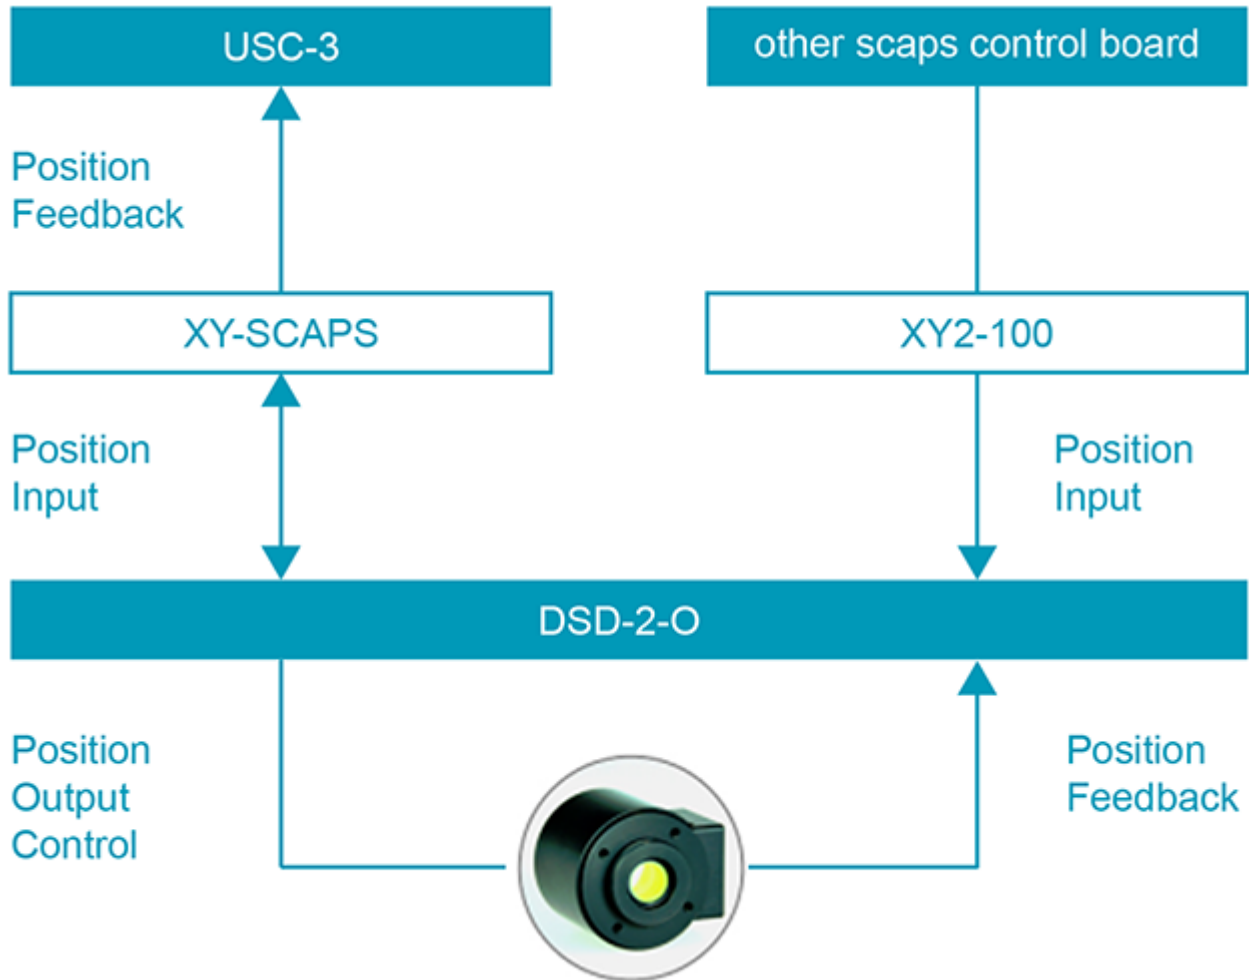 USC-3
other scaps control board
Position
Feedback
XY-SCAPS
XY2-100
Position
Input
Position
Input
DSD-2-O
Position
Output
Control
Position
Feedback